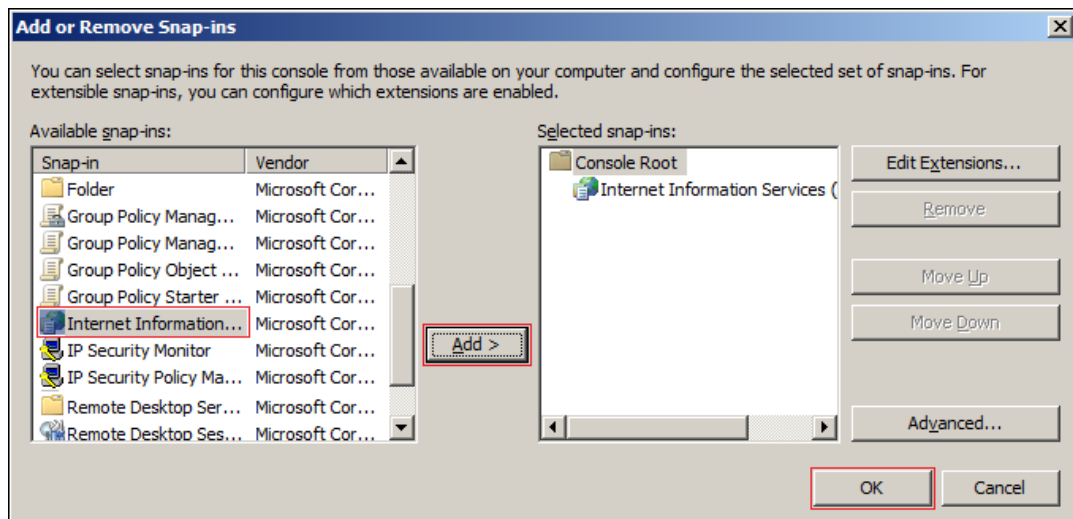 Add or Remove Snap-ins
You can select snap-ins for this console from those available on your computer and configure the selected set of snap-ins. For
extensible snap-ins, you can configure which extensions are enabled.
Available snap-ins:
Snap-in Vendor
Folder Microsoft Cor...
Group Policy Manag... Microsoft Cor...
Group Policy Manag... Microsoft Cor...
Group Policy Object ... Microsoft Cor...
Group Policy Starter ... Microsoft Cor...
Internet Information... Microsoft Cor...
IP Security Monitor Microsoft Cor...
IP Security Policy Ma... Microsoft Cor...
Remote Desktop Ser... Microsoft Cor...
Remote Desktop Ses... Microsoft Cor...
Add >
Selected snap-ins:
Console Root
Internet Information Services (
Edit Extensions...
Remove
Move Up
Move Down
Advanced...
OK Cancel